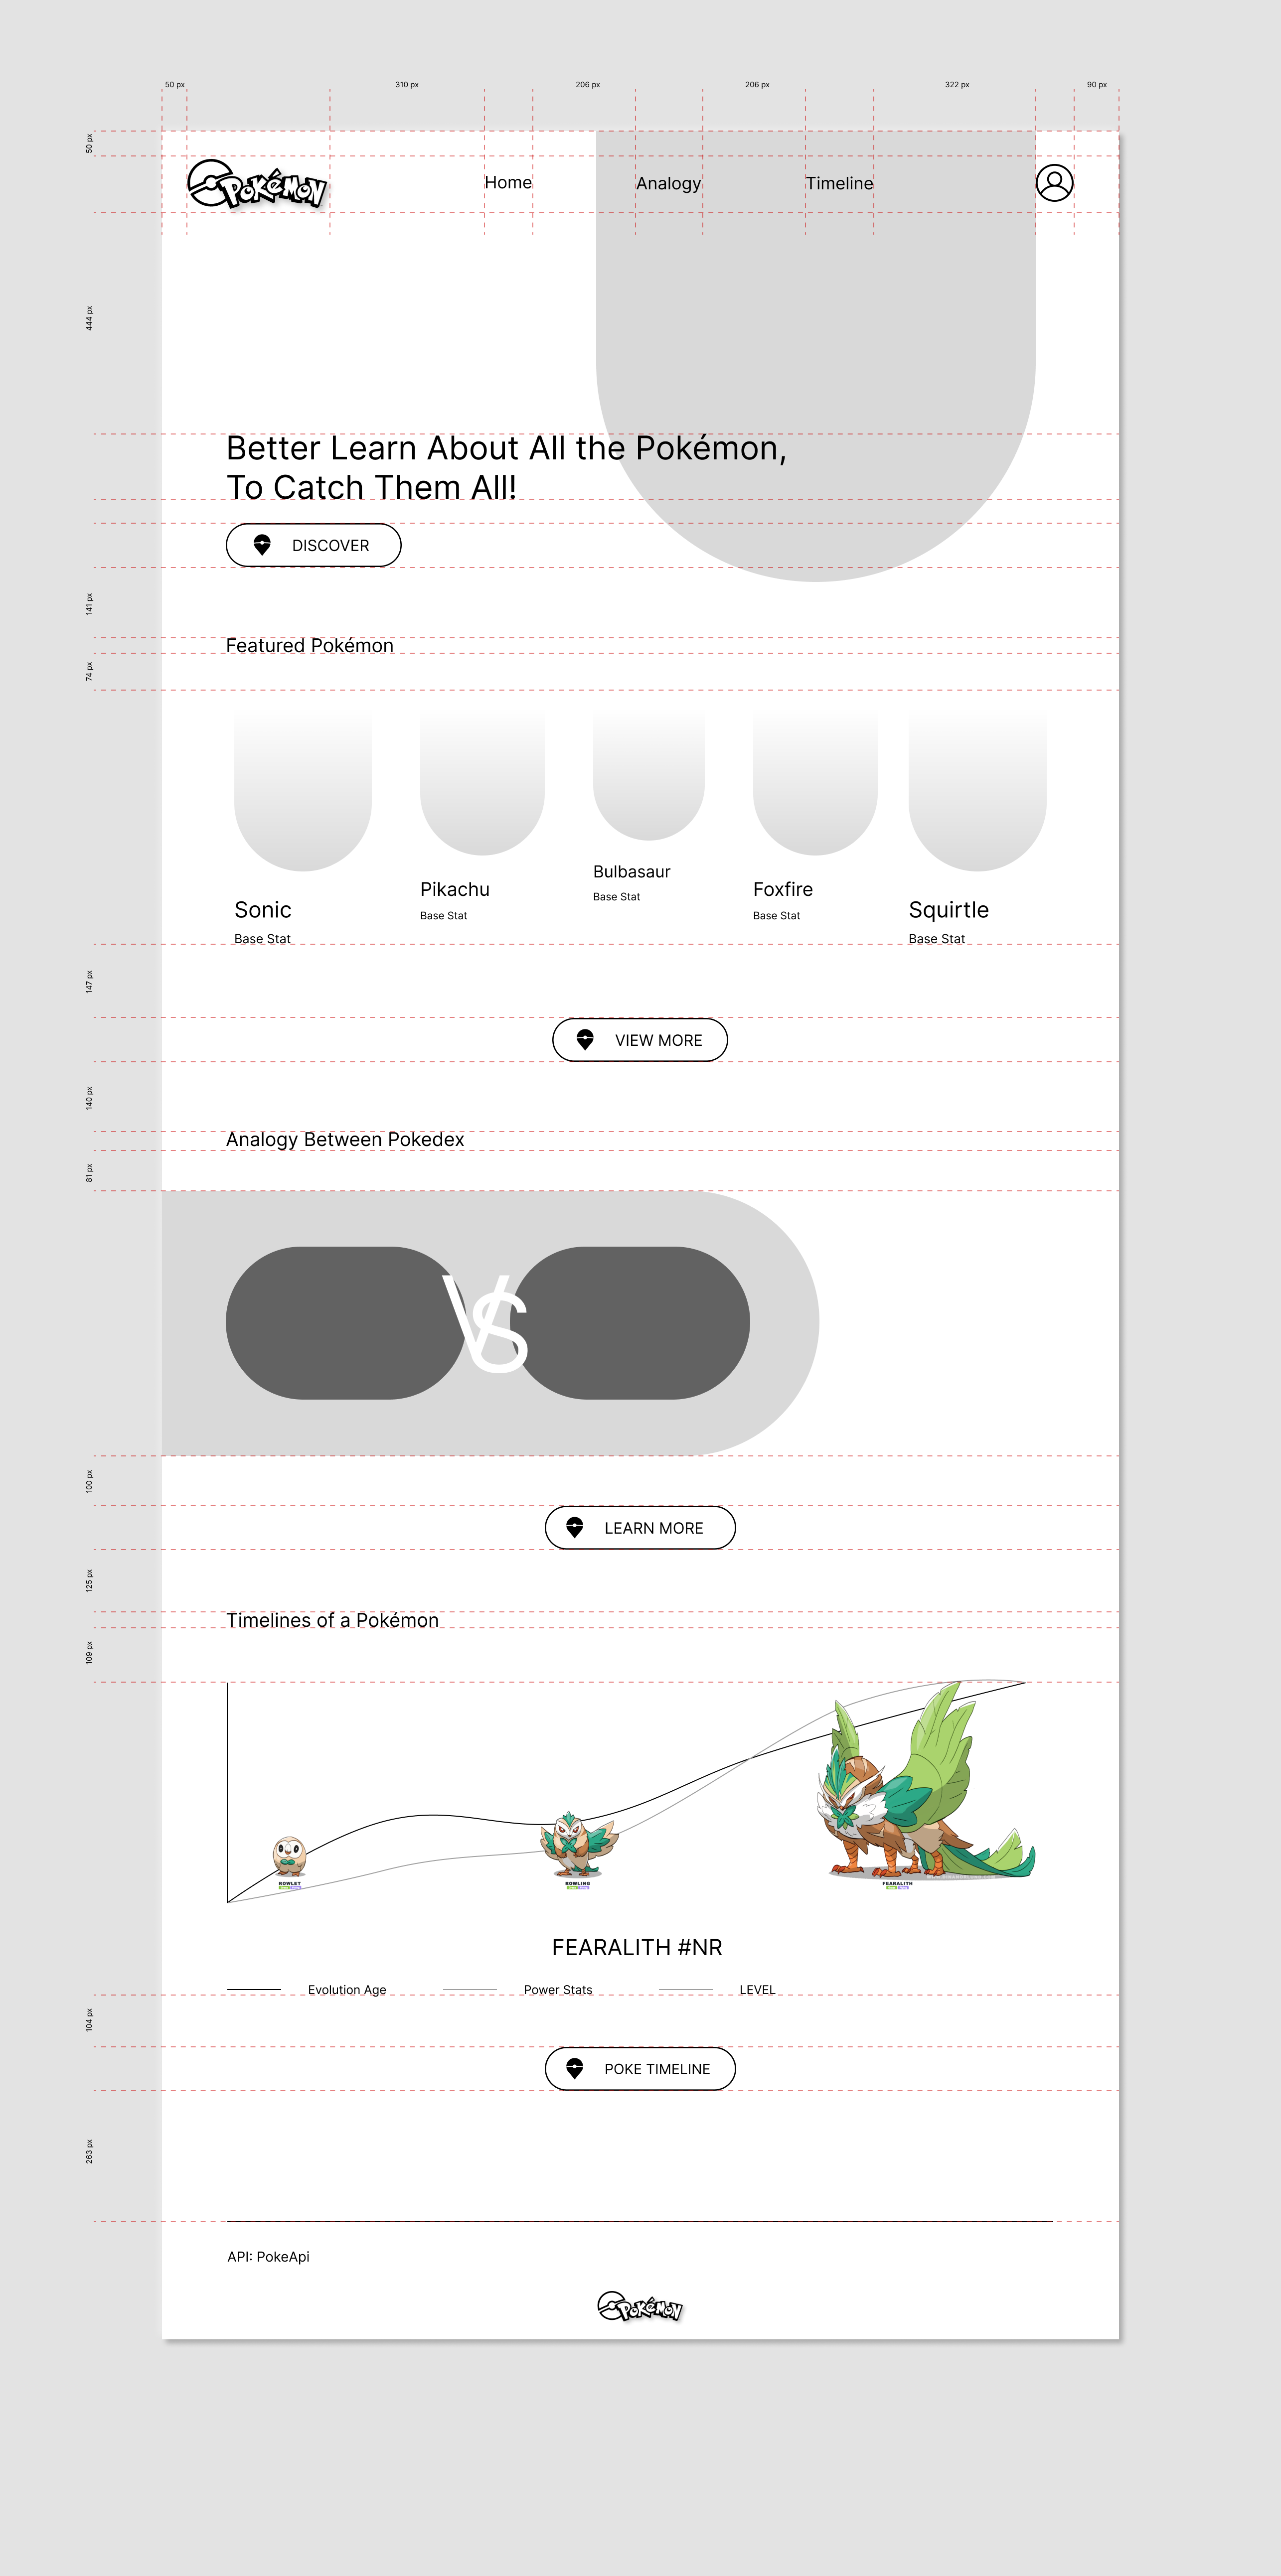 50 px
310 px
206 px
206 px
322 px
90 px
50 px
Pokémon
Home
Analogy
Timeline
444 px
Better Learn About All the Pokémon,
To Catch Them All!
DISCOVER
141 px
Featured Pokémon
74 px
Sonic
Base Stat
Pikachu
Base Stat
Bulbasaur
Base Stat
Foxfire
Base Stat
Squirtle
Base Stat
147 px
VIEW MORE
140 px
Analogy Between Pokedex
81 px
VS
100 px
LEARN MORE
125 px
Timelines of a Pokémon
109 px
ROWLET
ROWLING
FEARALITH
FEARALITH #NR
Evolution Age
Power Stats
LEVEL
104 px
POKE TIMELINE
263 px
API: PokeApi
Pokémon